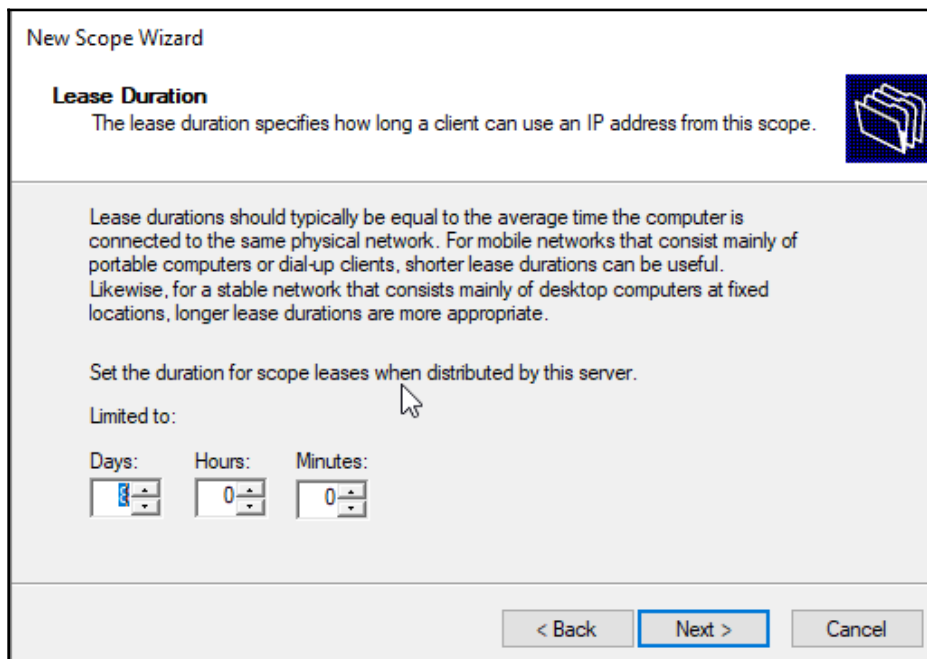 New Scope Wizard
Lease Duration
The lease duration specifies how long a client can use an IP address from this scope.
Lease durations should typically be equal to the average time the computer is
connected to the same physical network. For mobile networks that consist mainly of
portable computers or dial-up clients, shorter lease durations can be useful.
Likewise, for a stable network that consists mainly of desktop computers at fixed
locations, longer lease durations are more appropriate.
Set the duration for scope leases when distributed by this server.
Limited to:
Days: Hours: Minutes:
8 0 0
< Back Next > Cancel